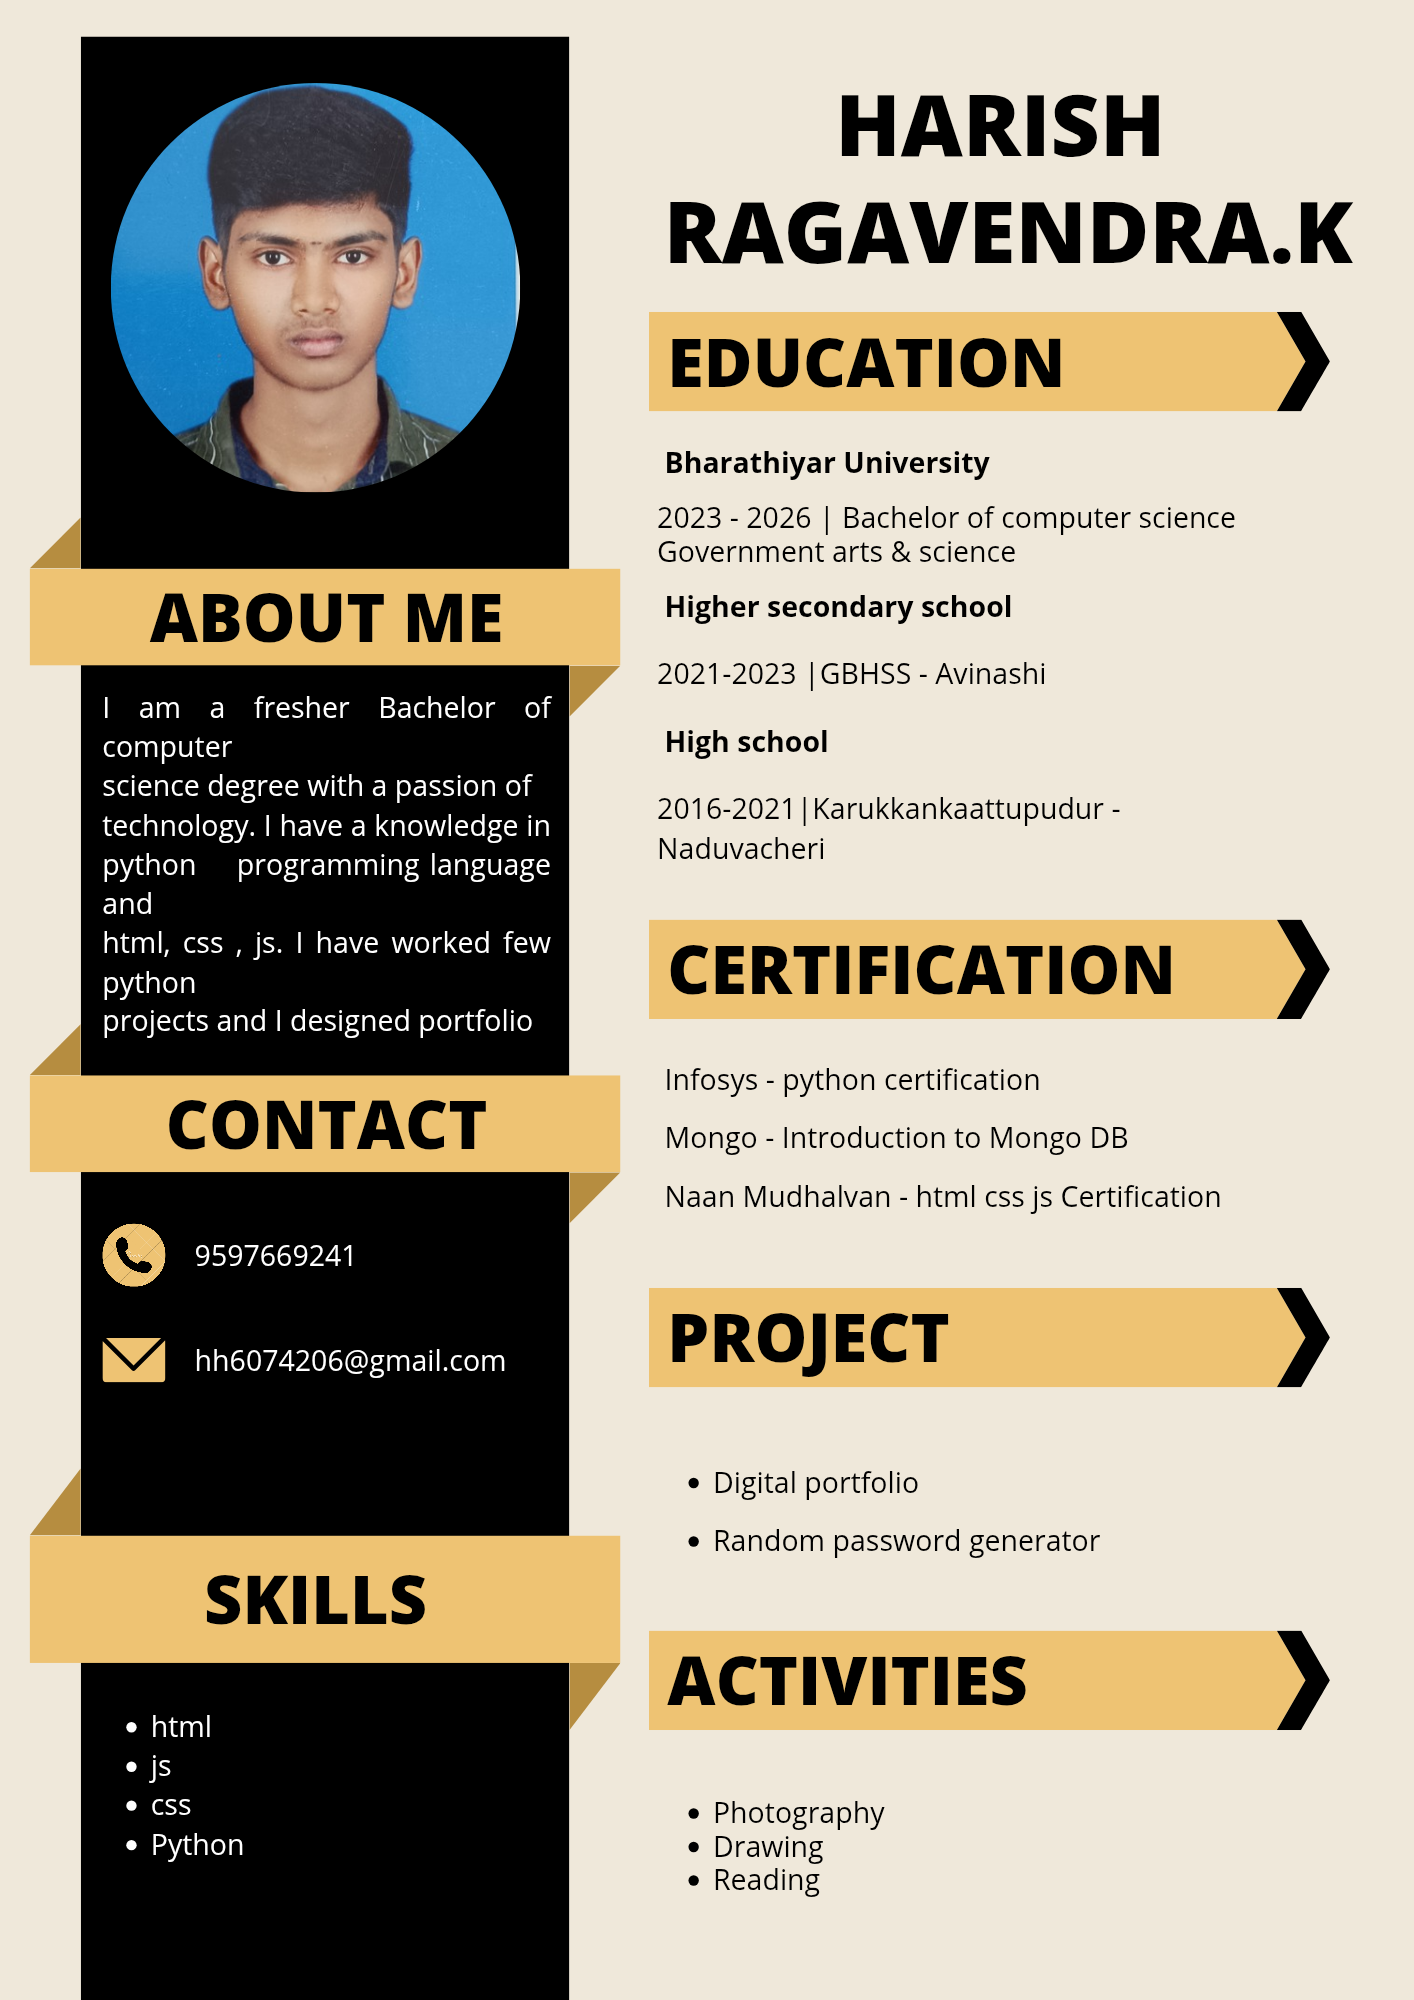 HARISH
RAGAVENDRA.K
ABOUT ME
I am a fresher Bachelor of
computer
science degree with a passion of
technology. I have a knowledge in
python programming language
and
html, css , js. I have worked few
python
projects and I designed portfolio
CONTACT
9597669241
hh6074206@gmail.com
SKILLS
• html
• js
• css
• Python
EDUCATION
Bharathiyar University
2023 - 2026 | Bachelor of computer science
Government arts & science
Higher secondary school
2021-2023 |GBHSS - Avinashi
High school
2016-2021|Karukkankaattupudur -
Naduvacheri
CERTIFICATION
Infosys - python certification
Mongo - Introduction to Mongo DB
Naan Mudhalvan - html css js Certification
PROJECT
• Digital portfolio
• Random password generator
ACTIVITIES
• Photography
• Drawing
• Reading